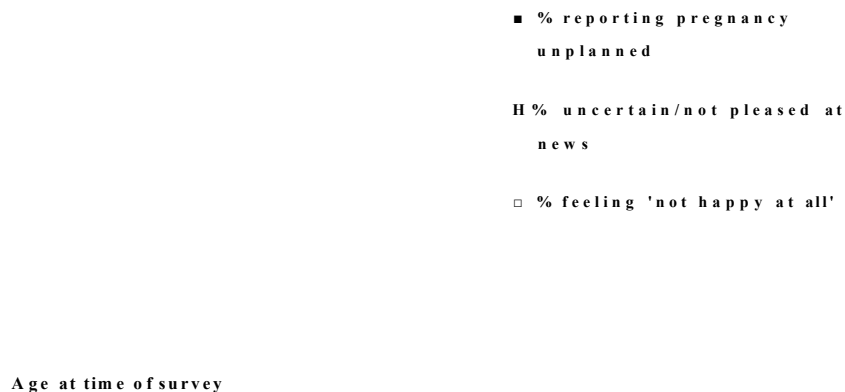 ■ % reporting pregnancy
unplanned
H % uncertain/not pleased at
news
□ % feeling 'not happy at all'
Age at time of survey